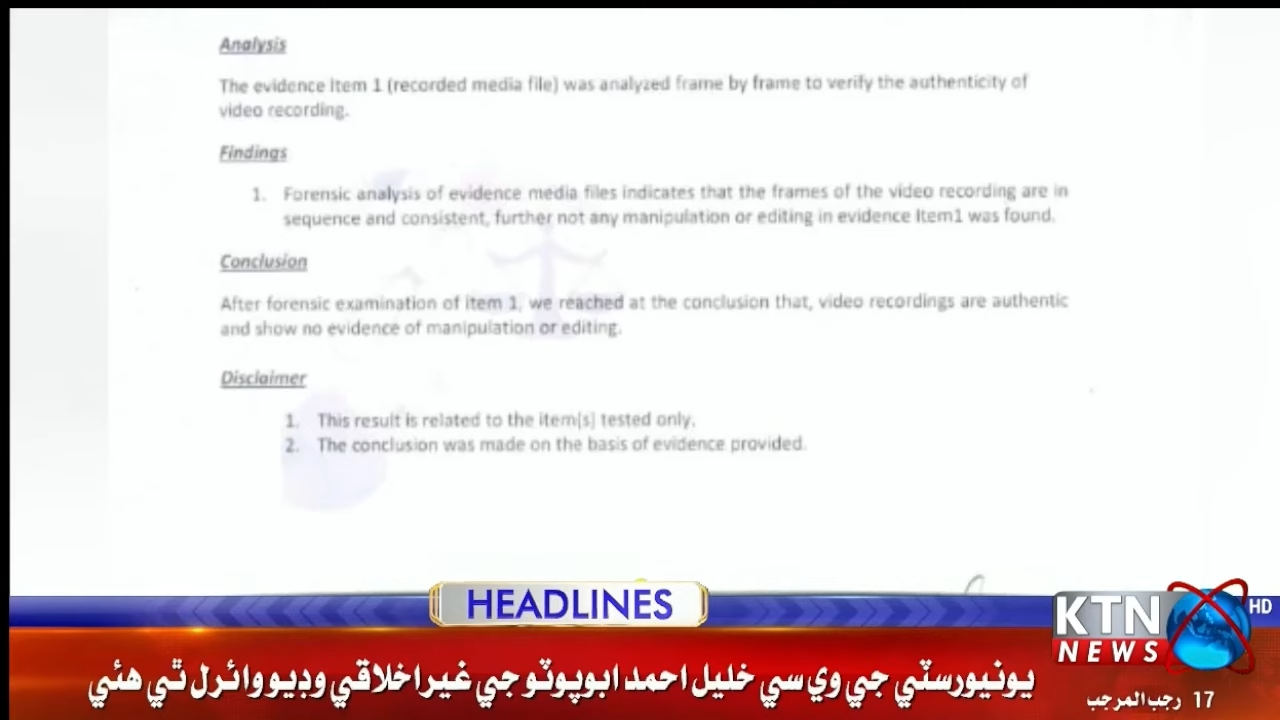 Analysis
The evidence Item 1 (recorded media file) was analyzed frame by frame to verify the authenticity of
video recording.
Findings
1. Forensic analysis of evidence media files indicates that the frames of the video recording are in
sequence and consistent, further not any manipulation or editing in evidence Item1 was found.
Conclusion
After forensic examination of item 1, we reached at the conclusion that, video recordings are authentic
and show no evidence of manipulation or editing.
Disclaimer
1. This result is related to the item(s) tested only.
2. The conclusion was made on the basis of evidence provided.
HEADLINES
KTN
NEWS
HD
يونيورسٽي جي وي سي خليل احمد ابوپوٽو جي غير اخلاقي وڊيو وائرل ٿي هئي
17 رجب المرجب